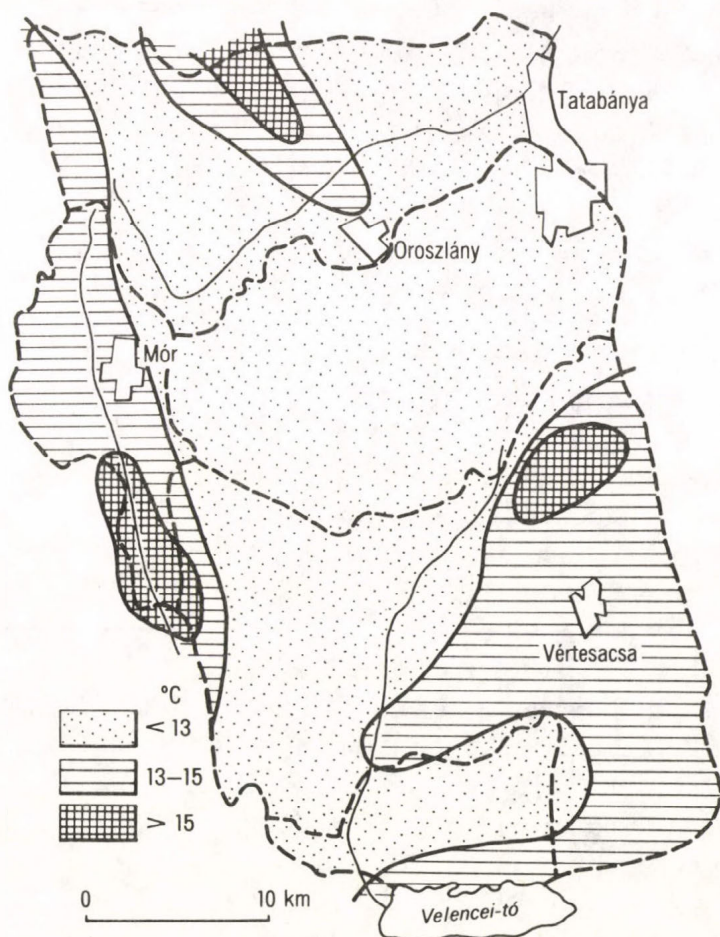 Tatabánya
Oroszlány
Mór
Vértesacsa
°C
< 13
13–15
> 15
0 10 km
Velencei-tó